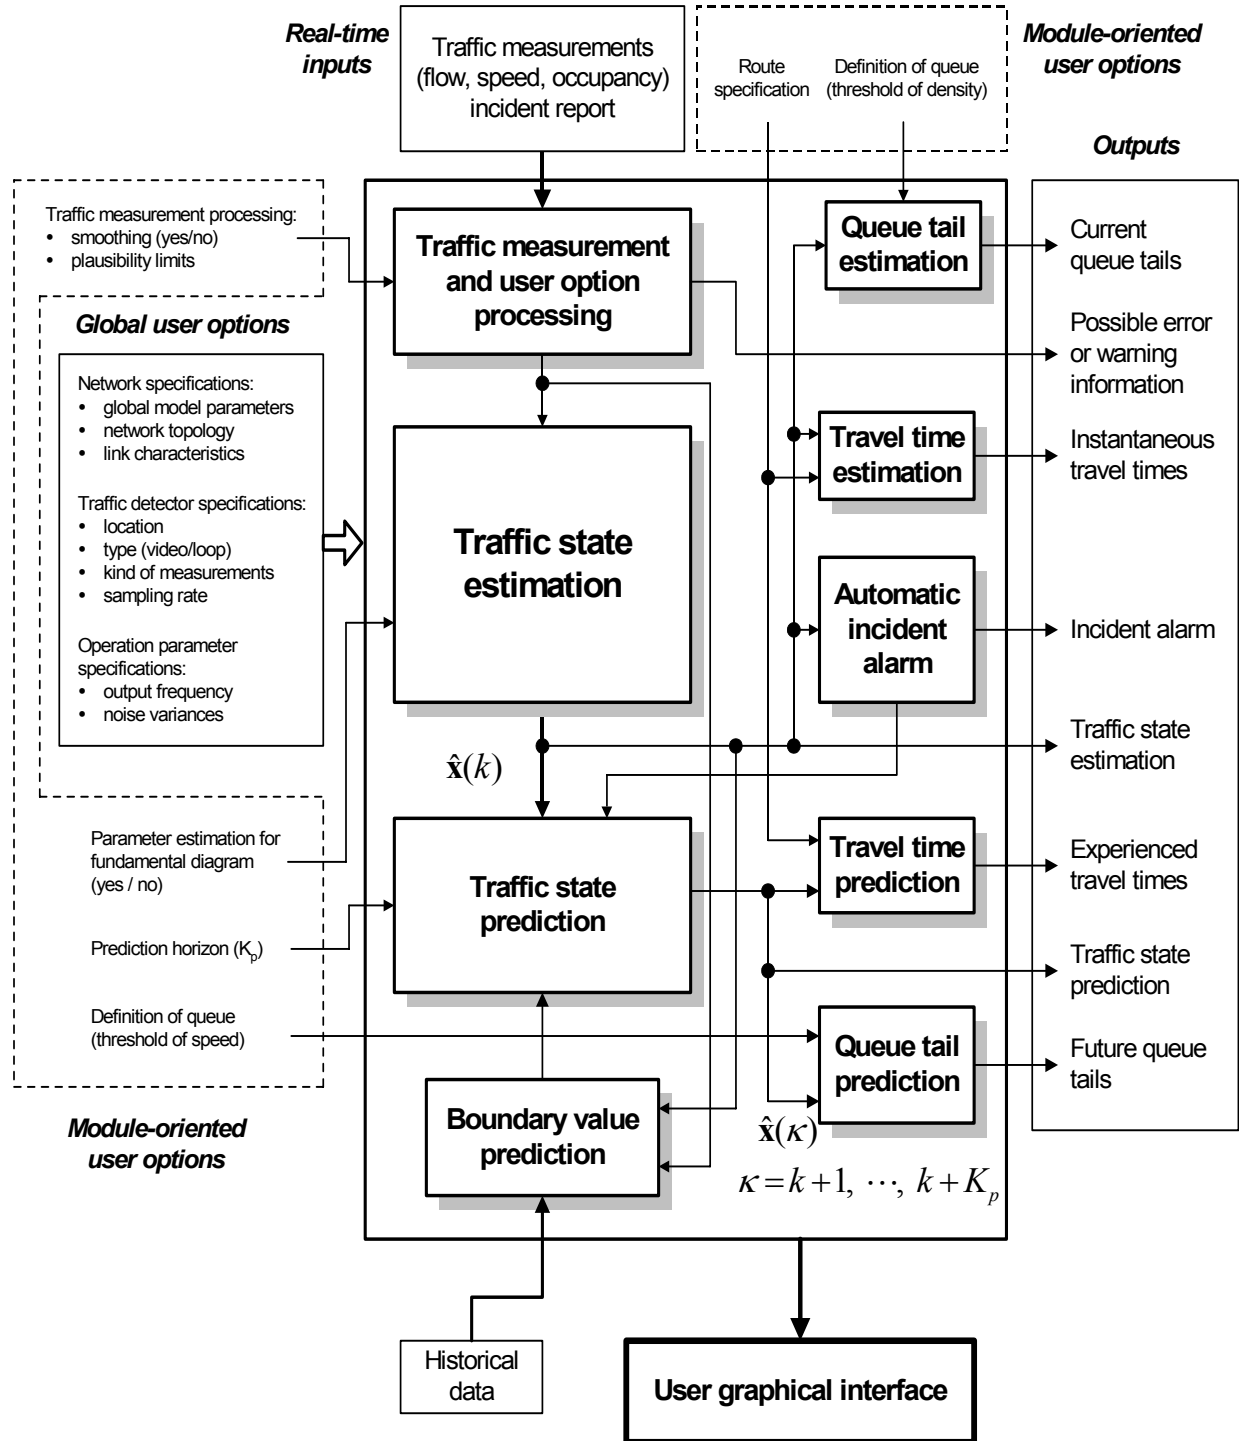 Real-time
inputs
Traffic measurements
(flow, speed, occupancy)
incident report
Route
specification
Definition of queue
(threshold of density)
Module-oriented
user options
Outputs
Traffic measurement processing:
• smoothing (yes/no)
• plausibility limits
Global user options
Network specifications:
• global model parameters
• network topology
• link characteristics
Traffic detector specifications:
• location
• type (video/loop)
• kind of measurements
• sampling rate
Operation parameter
specifications:
• output frequency
• noise variances
Parameter estimation for
fundamental diagram
(yes / no)
Prediction horizon (K_p)
Definition of queue
(threshold of speed)
Module-oriented
user options
Traffic measurement
and user option
processing
Traffic state
estimation
x̂(k)
Traffic state
prediction
Boundary value
prediction
Historical
data
Queue tail
estimation
Travel time
estimation
Automatic
incident
alarm
Travel time
prediction
Queue tail
prediction
x̂(κ)
κ = k+1, ⋯, k+K_p
User graphical interface
Current
queue tails
Possible error
or warning
information
Instantaneous
travel times
Incident alarm
Traffic state
estimation
Experienced
travel times
Traffic state
prediction
Future queue
tails